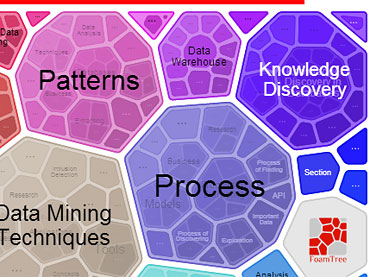 Data
Data
Analysis
Techniques
Patterns
Business
Data
Warehouse
Knowledge
Discovery
Research
Business
Process of Finding
Process
API
Models
Important
Data
Process of
Discovering
Explanation
Section
Intrusion
Detection
Research
Data Mining
Techniques
Tools
FoamTree
Analysis